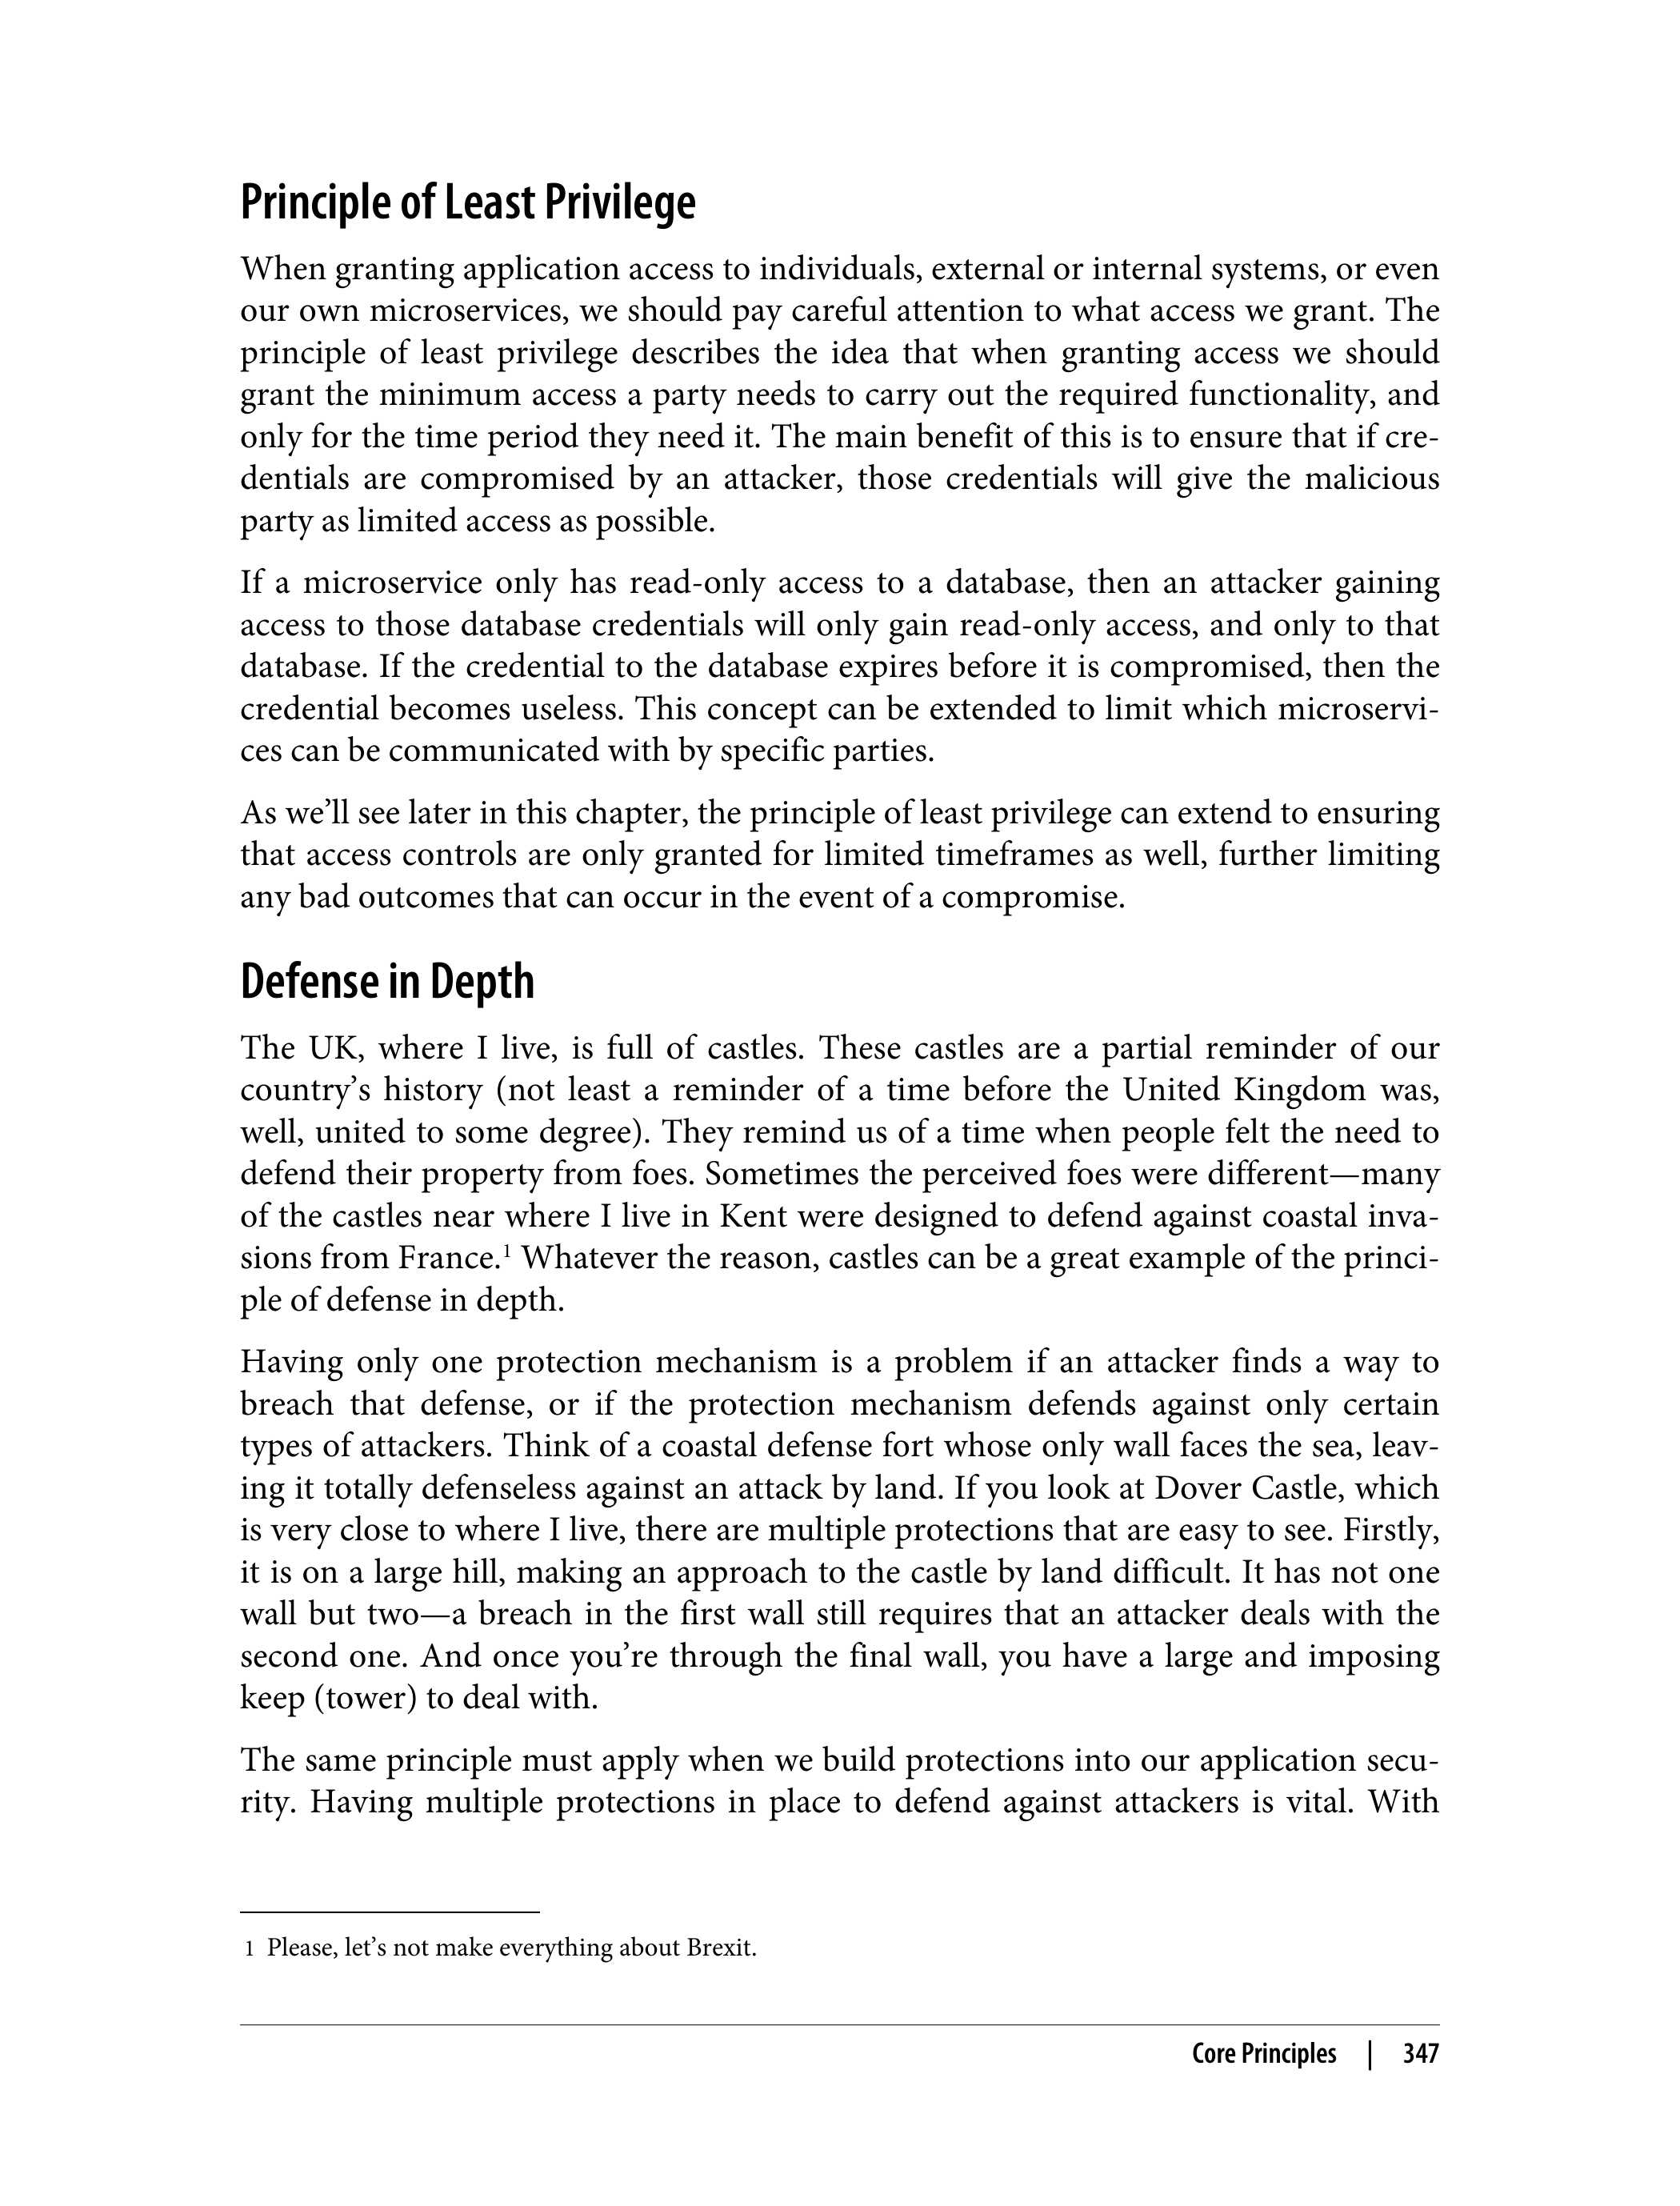 Principle of Least Privilege
When granting application access to individuals, external or internal systems, or even
our own microservices, we should pay careful attention to what access we grant. The
principle of least privilege describes the idea that when granting access we should
grant the minimum access a party needs to carry out the required functionality, and
only for the time period they need it. The main benefit of this is to ensure that if cre-
dentials are compromised by an attacker, those credentials will give the malicious
party as limited access as possible.
If a microservice only has read-only access to a database, then an attacker gaining
access to those database credentials will only gain read-only access, and only to that
database. If the credential to the database expires before it is compromised, then the
credential becomes useless. This concept can be extended to limit which microservi-
ces can be communicated with by specific parties.
As we’ll see later in this chapter, the principle of least privilege can extend to ensuring
that access controls are only granted for limited timeframes as well, further limiting
any bad outcomes that can occur in the event of a compromise.
Defense in Depth
The UK, where I live, is full of castles. These castles are a partial reminder of our
country’s history (not least a reminder of a time before the United Kingdom was,
well, united to some degree). They remind us of a time when people felt the need to
defend their property from foes. Sometimes the perceived foes were different—many
of the castles near where I live in Kent were designed to defend against coastal inva-
sions from France.1 Whatever the reason, castles can be a great example of the princi-
ple of defense in depth.
Having only one protection mechanism is a problem if an attacker finds a way to
breach that defense, or if the protection mechanism defends against only certain
types of attackers. Think of a coastal defense fort whose only wall faces the sea, leav-
ing it totally defenseless against an attack by land. If you look at Dover Castle, which
is very close to where I live, there are multiple protections that are easy to see. Firstly,
it is on a large hill, making an approach to the castle by land difficult. It has not one
wall but two—a breach in the first wall still requires that an attacker deals with the
second one. And once you’re through the final wall, you have a large and imposing
keep (tower) to deal with.
The same principle must apply when we build protections into our application secu-
rity. Having multiple protections in place to defend against attackers is vital. With
1 Please, let’s not make everything about Brexit.
Core Principles | 347